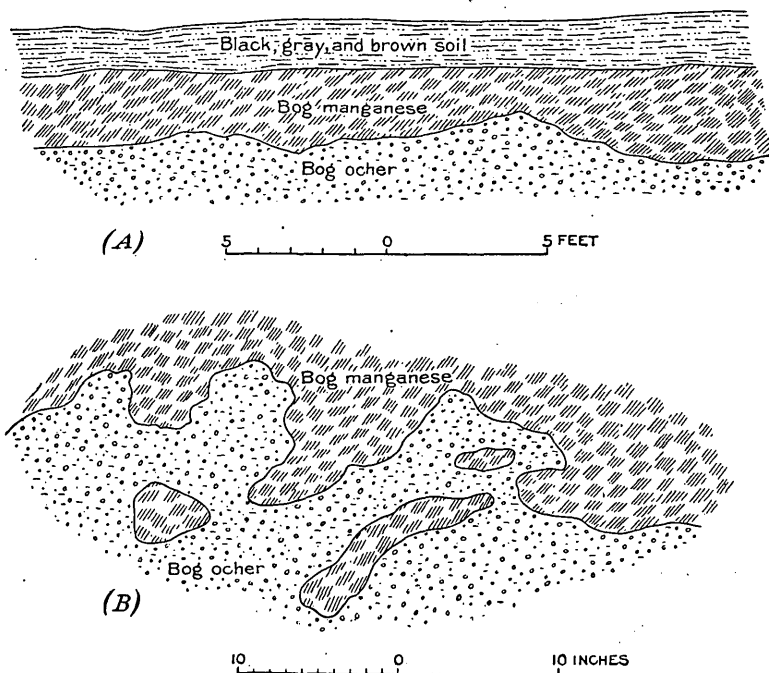 Black, gray, and brown soil
Bog manganese
Bog ocher
(A)
5 0 5 FEET
Bog manganese
Bog ocher
(B)
10 0 10 INCHES